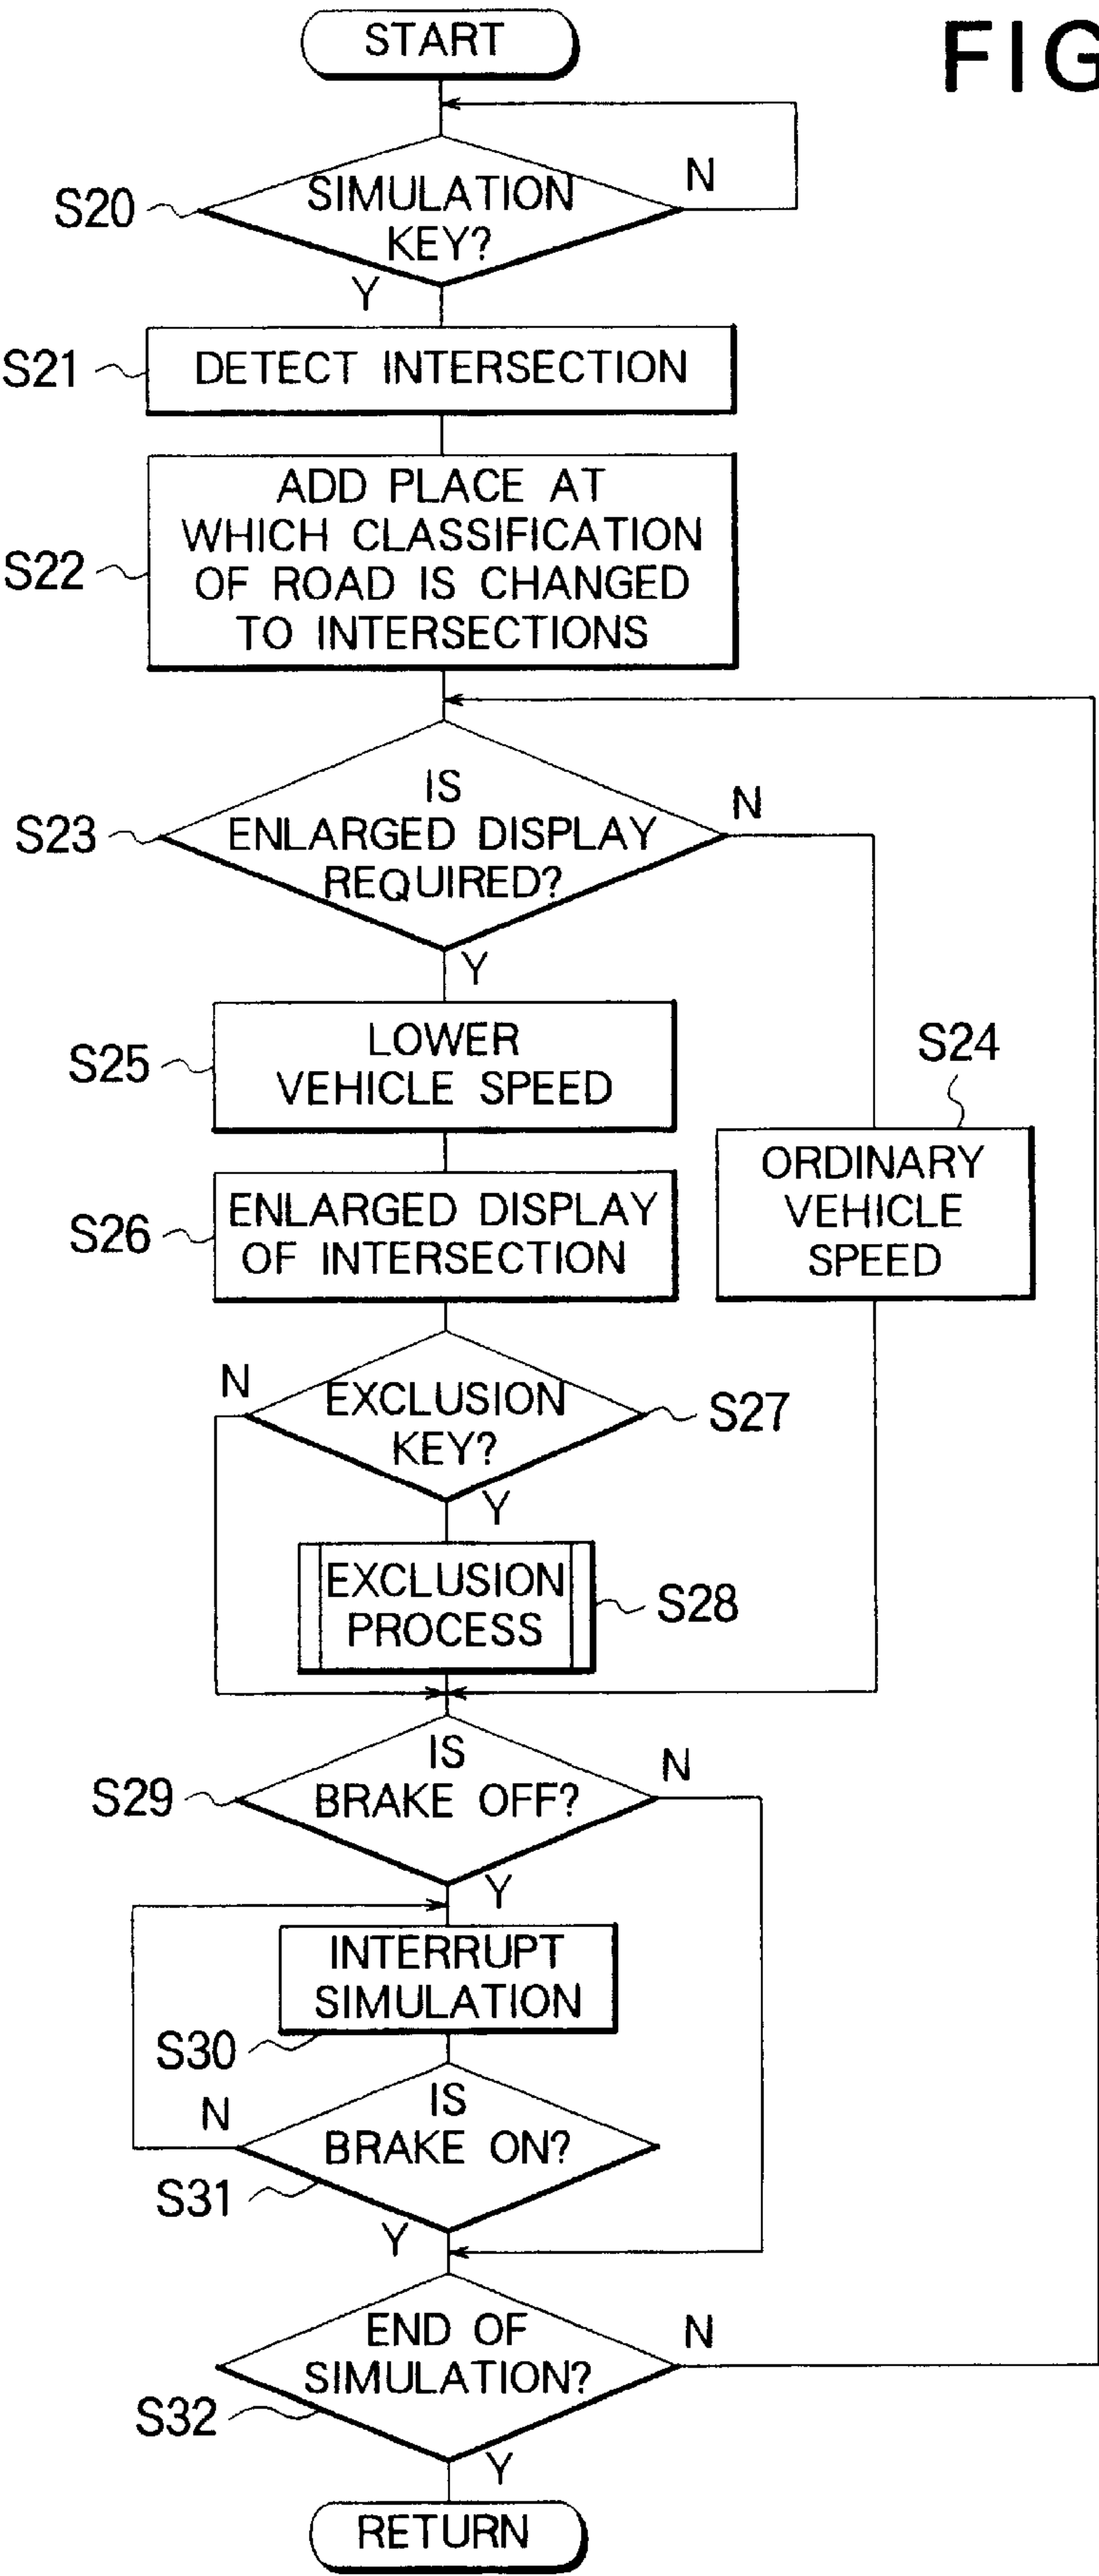 START
FIG
S20
SIMULATION
KEY?
N
Y
S21
DETECT INTERSECTION
S22
ADD PLACE AT
WHICH CLASSIFICATION
OF ROAD IS CHANGED
TO INTERSECTIONS
S23
IS
ENLARGED DISPLAY
REQUIRED?
N
Y
S25
LOWER
VEHICLE SPEED
S24
ORDINARY
VEHICLE
SPEED
S26
ENLARGED DISPLAY
OF INTERSECTION
N
EXCLUSION
KEY?
S27
Y
EXCLUSION
PROCESS
S28
S29
IS
BRAKE OFF?
N
Y
INTERRUPT
SIMULATION
S30
N
IS
BRAKE ON?
S31
Y
END OF
SIMULATION?
N
S32
Y
RETURN